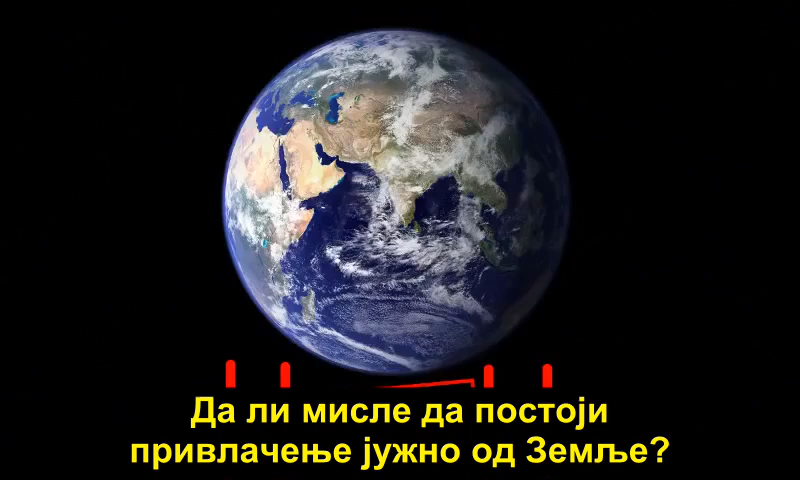 Да ли мисле да постоји
привлачење јужно од Земље?